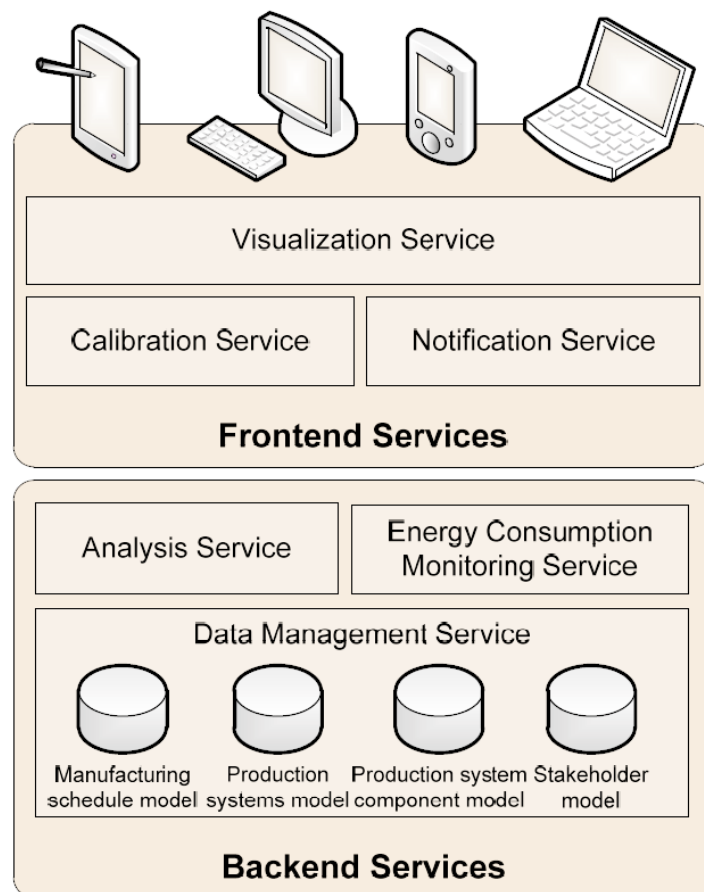 Visualization Service
Calibration Service
Notification Service
Frontend Services
Analysis Service
Energy Consumption
Monitoring Service
Data Management Service
Manufacturing
schedule model
Production
systems model
Production system
component model
Stakeholder
model
Backend Services